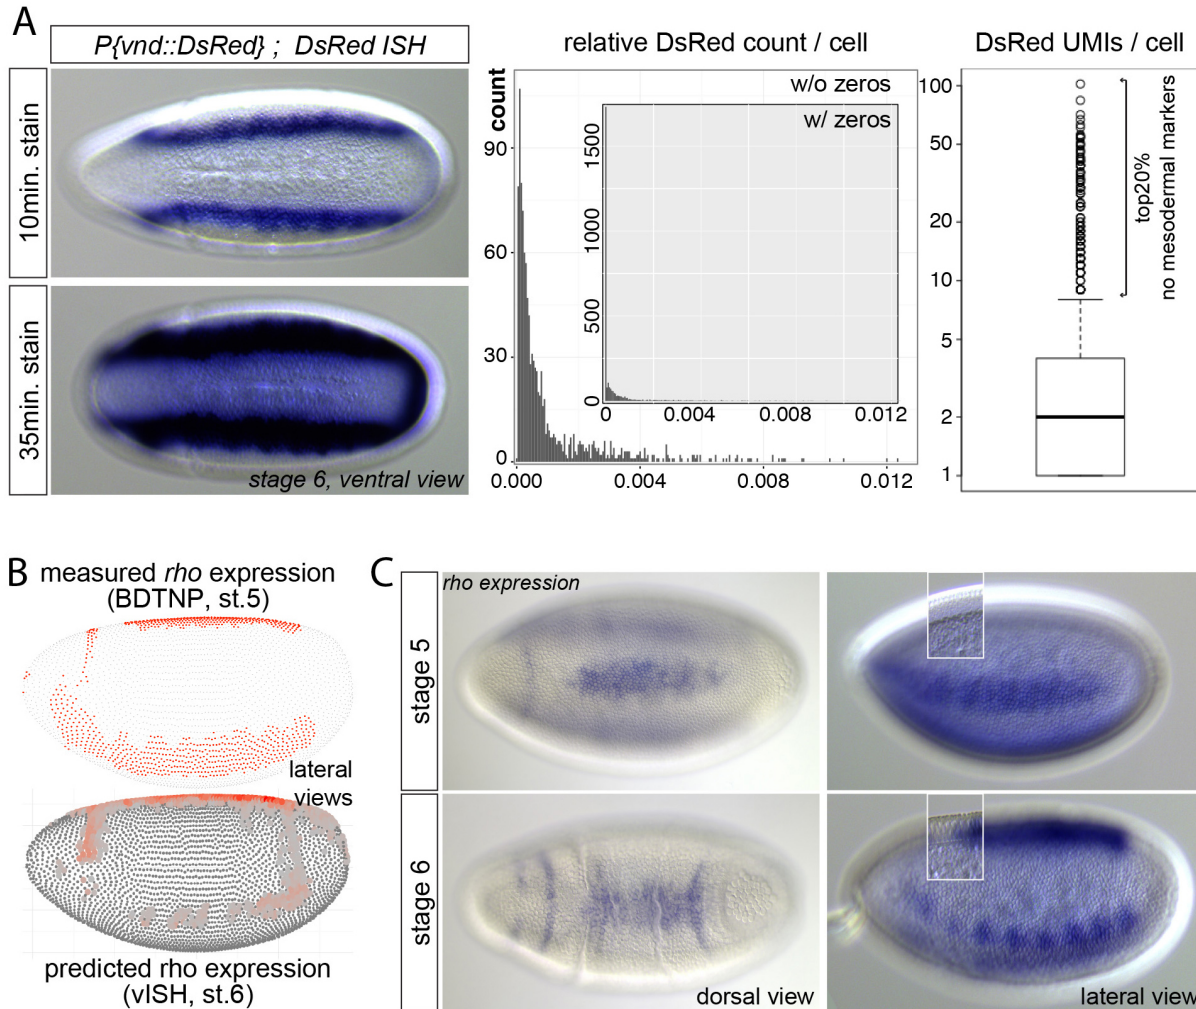 A
P{vnd::DsRed} ; DsRed ISH
10min. stain
35min. stain
stage 6, ventral view
relative DsRed count / cell
count
w/o zeros
w/ zeros
90
60
30
0
0.000
0.004
0.008
0.012
1500
1000
500
0
0
0.004
0.008
0.012
DsRed UMIs / cell
100
50
20
10
5
2
1
top20%
no mesodermal markers
B
measured rho expression
(BDTNP, st.5)
lateral
views
predicted rho expression
(vISH, st.6)
C
stage 5
stage 6
rho expression
dorsal view
lateral view